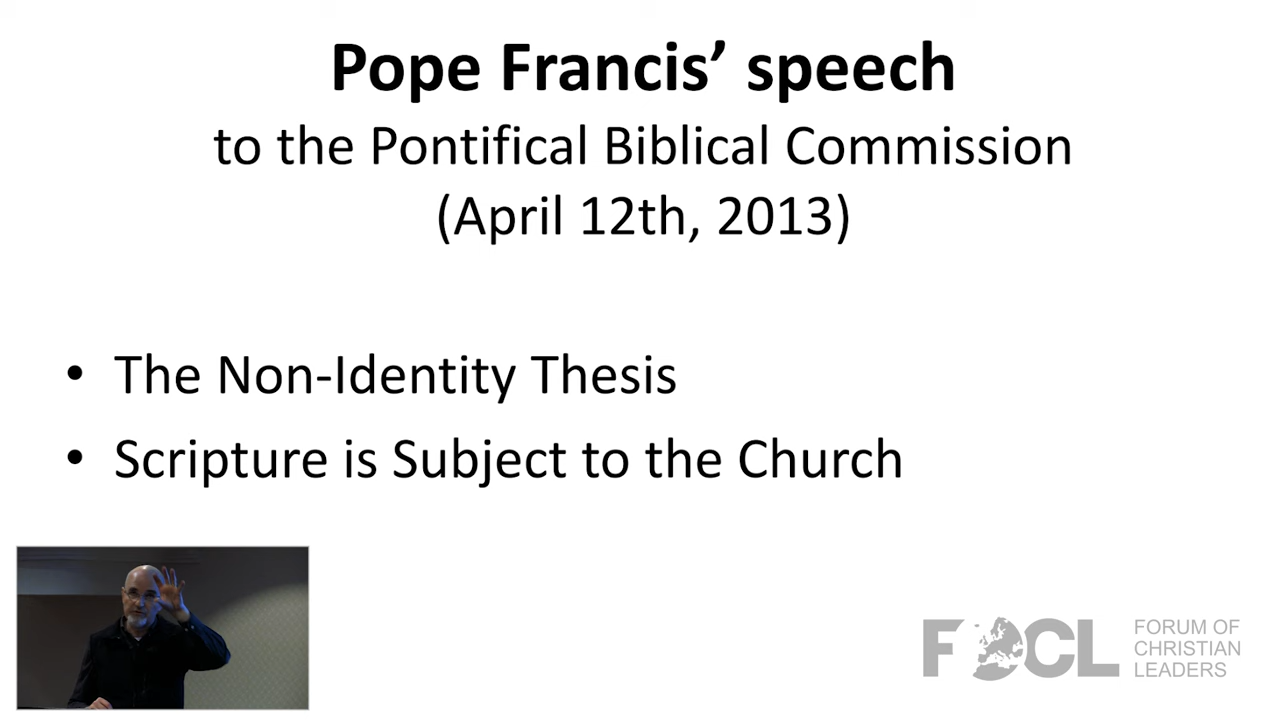 Pope Francis’ speech
to the Pontifical Biblical Commission
(April 12th, 2013)
• The Non-Identity Thesis
• Scripture is Subject to the Church
FOCL
FORUM OF
CHRISTIAN
LEADERS